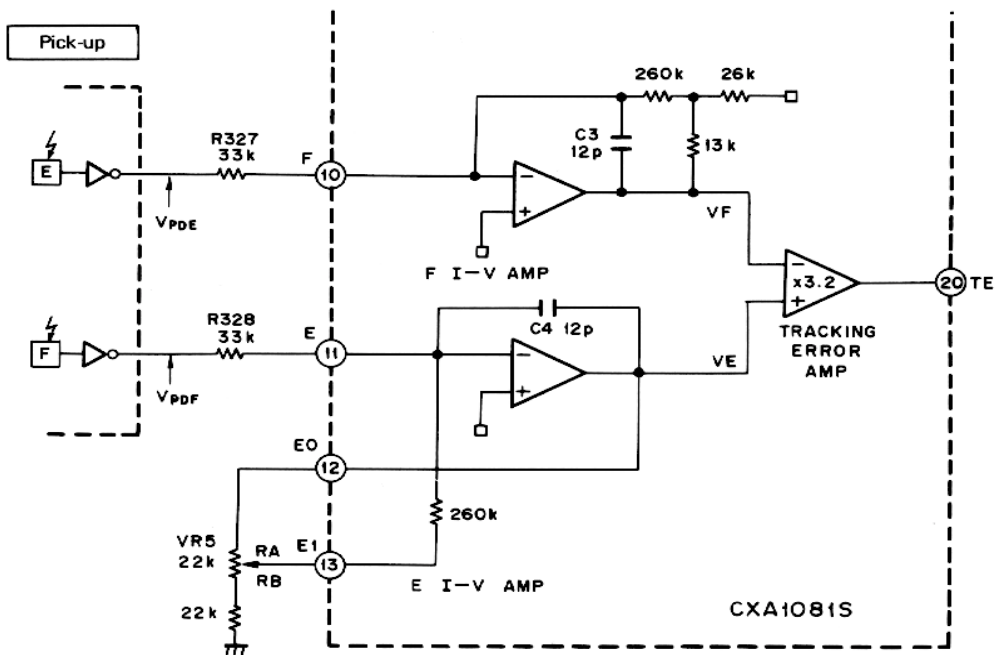 Pick-up
E
VPDE
R327
33k
F
10
260k
26k
C3
12p
13k
−
+
VF
F I-V AMP
−
x3.2
+
20 TE
TRACKING
ERROR
AMP
F
VPDF
R328
33k
E
11
C4 12p
−
+
VE
E0
12
260k
VR5
22k
RA
RB
E1
13
22k
E I-V AMP
CXA1081S